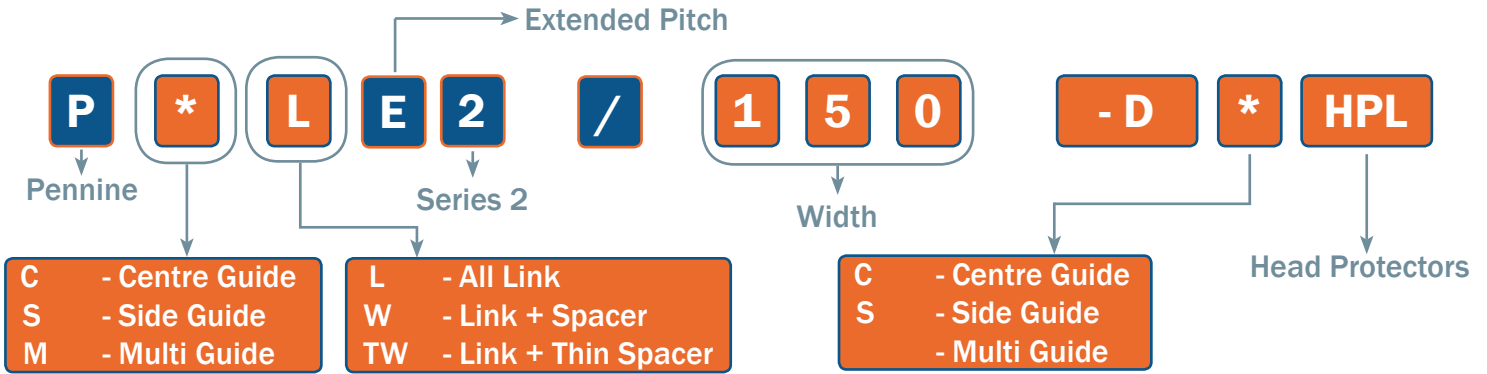 Extended Pitch
P * L E 2 / 1 5 0 - D * HPL
Pennine
Series 2
Width
Head Protectors
C - Centre Guide
S - Side Guide
M - Multi Guide
L - All Link
W - Link + Spacer
TW - Link + Thin Spacer
C - Centre Guide
S - Side Guide
- Multi Guide